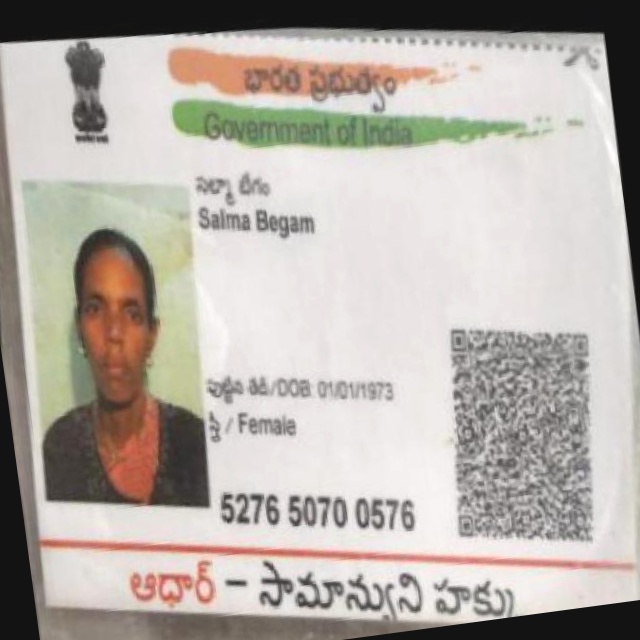 భారత ప్రభుత్వం
Government of India
సల్మా బేగం
Salma Begam
పుట్టిన తేదీ/DOB: 01/01/1973
స్త్రీ / Female
5276 5070 0576
ఆధార్ – సామాన్యుని హక్కు